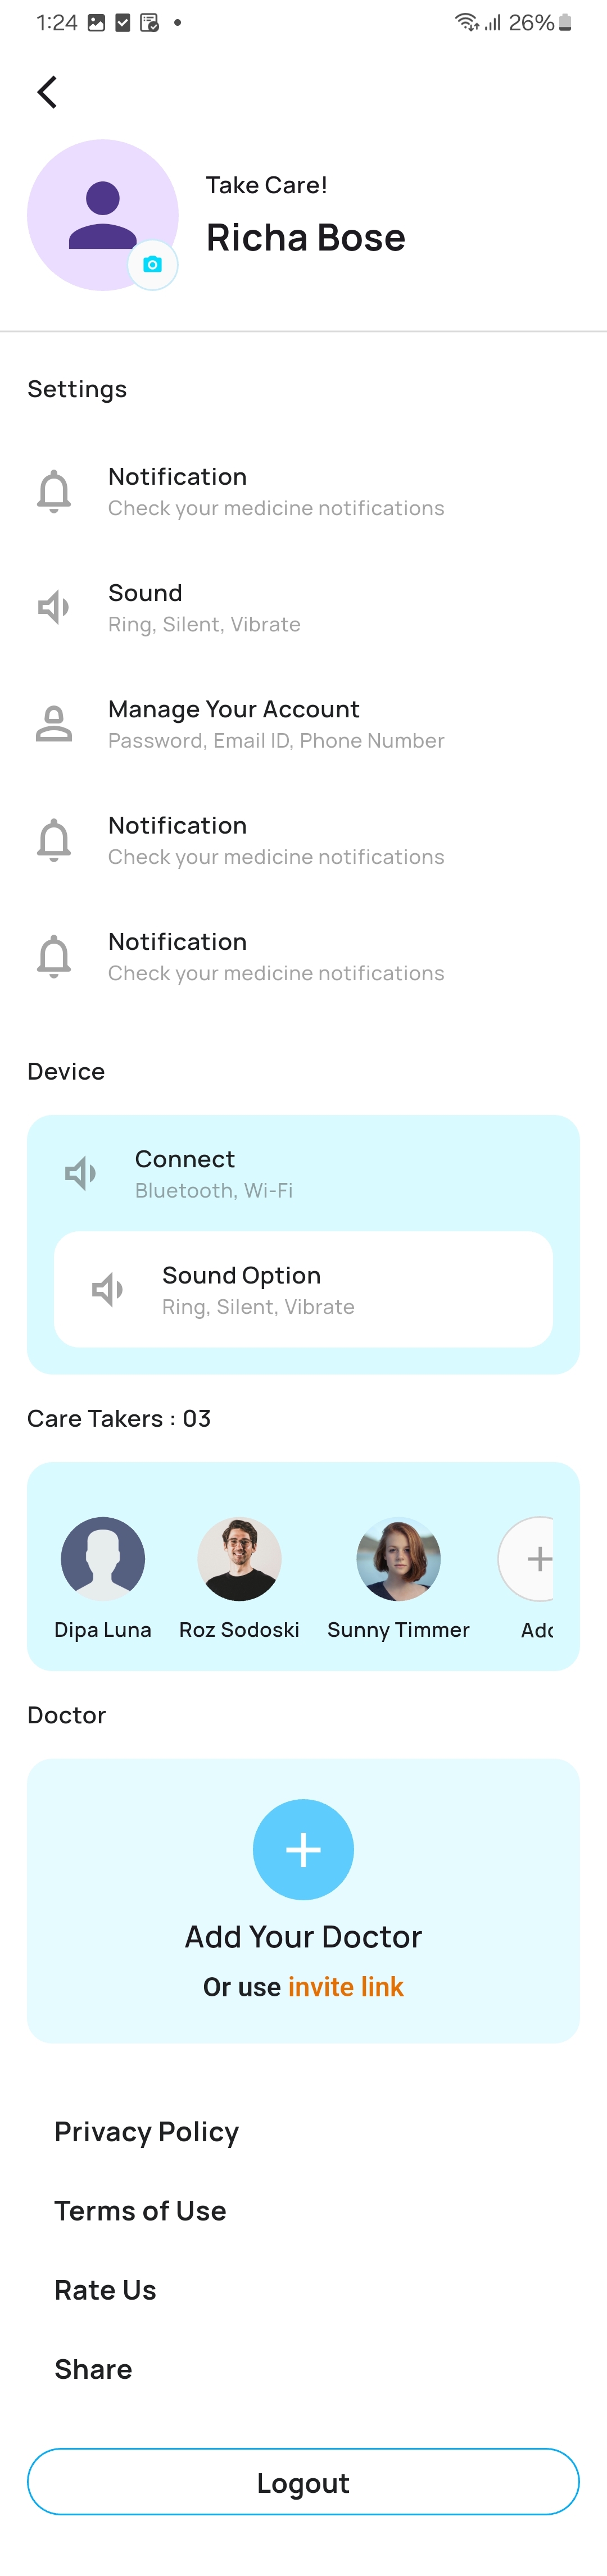 1:24
26%
Take Care!
Richa Bose
Settings
Notification
Check your medicine notifications
Sound
Ring, Silent, Vibrate
Manage Your Account
Password, Email ID, Phone Number
Notification
Check your medicine notifications
Notification
Check your medicine notifications
Device
Connect
Bluetooth, Wi-Fi
Sound Option
Ring, Silent, Vibrate
Care Takers : 03
Dipa Luna Roz Sodoski Sunny Timmer Add
Doctor
Add Your Doctor
Or use invite link
Privacy Policy
Terms of Use
Rate Us
Share
Logout